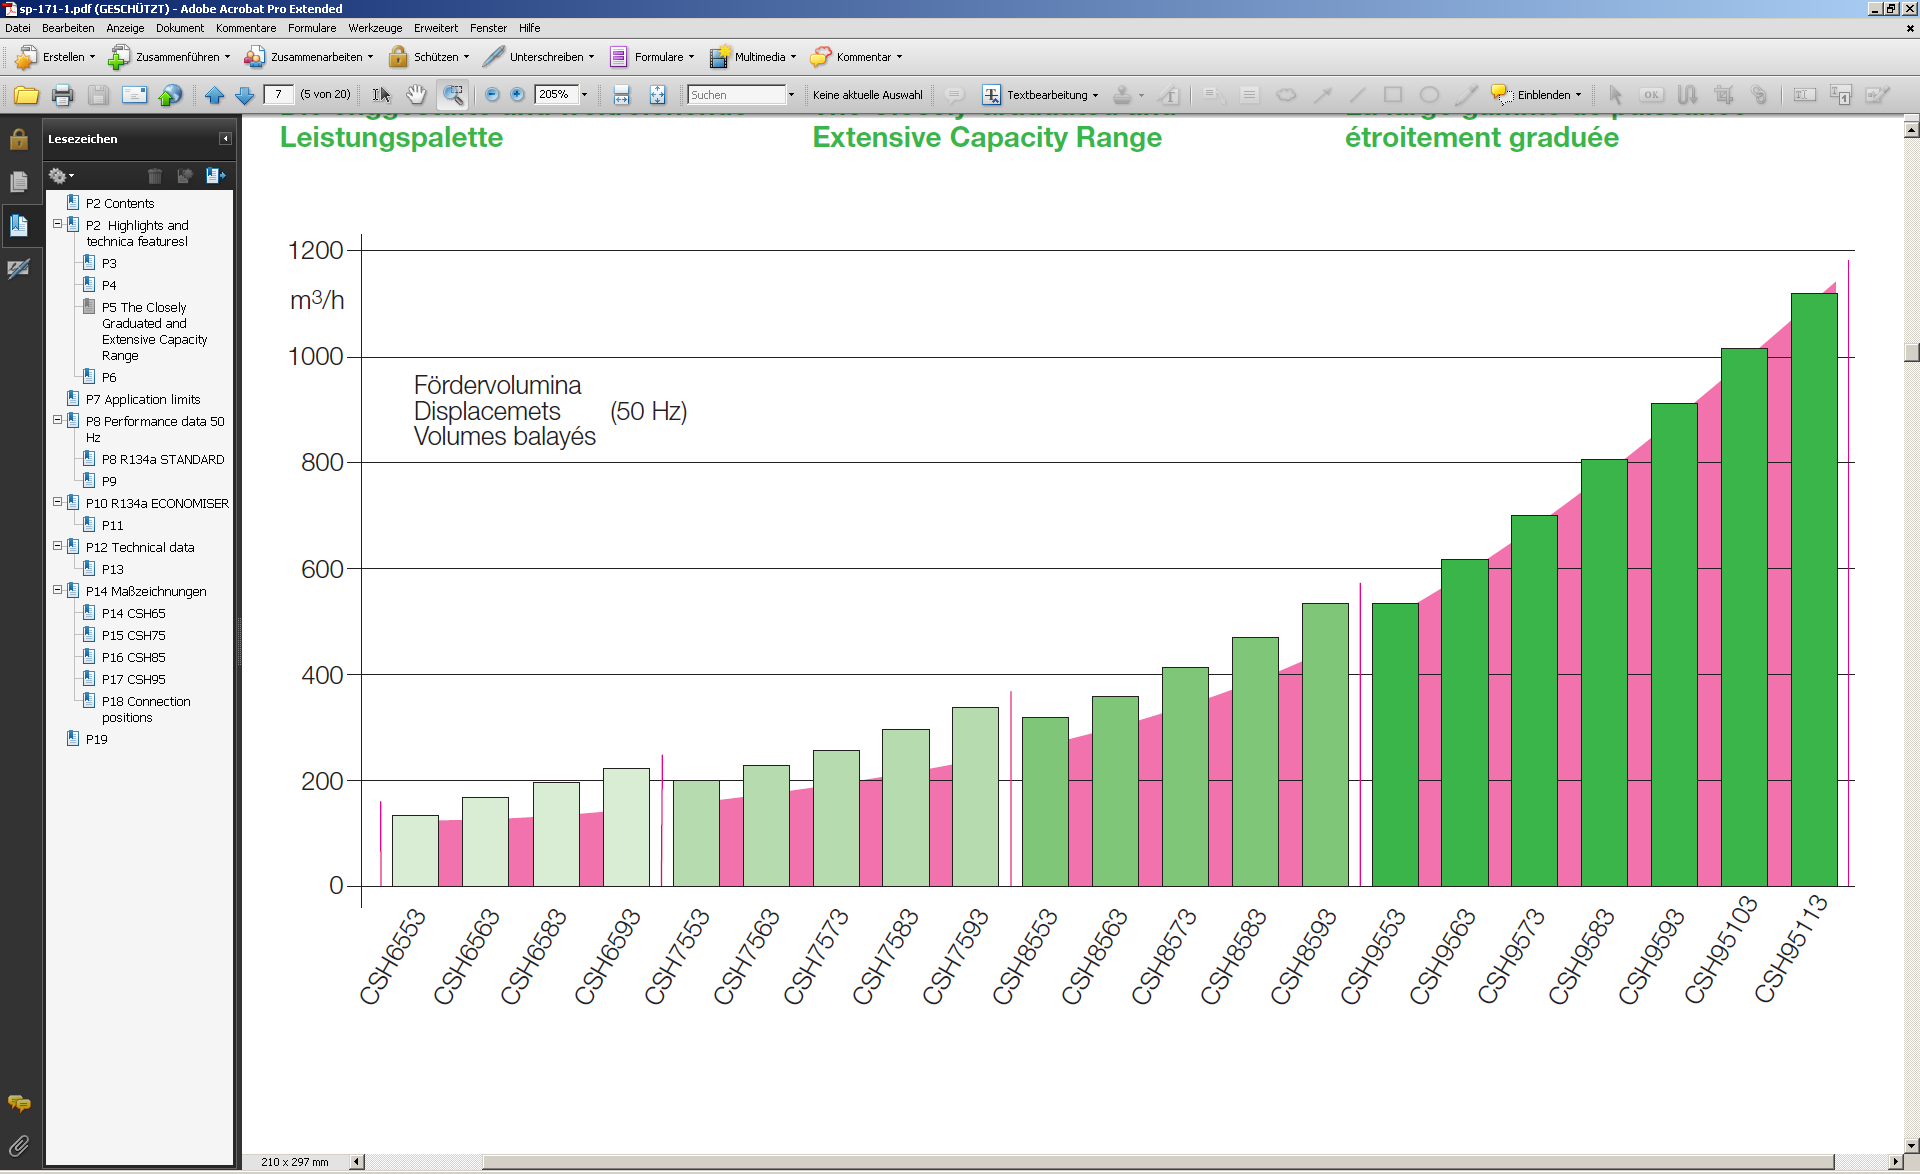 sp-171-1.pdf (GESCHÜTZT) - Adobe Acrobat Pro Extended
Datei Bearbeiten Anzeige Dokument Kommentare Formulare Werkzeuge Erweitert Fenster Hilfe
Erstellen Zusammenführen Zusammenarbeiten Schützen Unterschreiben Formulare Multimedia Kommentar
7 (5 von 20) 205% Suchen Keine aktuelle Auswahl Textbearbeitung Einblenden OK
Lesezeichen
P2 Contents
P2 Highlights and
technica featuresl
P3
P4
P5 The Closely
Graduated and
Extensive Capacity
Range
P6
P7 Application limits
P8 Performance data 50
Hz
P8 R134a STANDARD
P9
P10 R134a ECONOMISER
P11
P12 Technical data
P13
P14 Maßzeichnungen
P14 CSH65
P15 CSH75
P16 CSH85
P17 CSH95
P18 Connection
positions
P19
Leistungspalette
Extensive Capacity Range
étroitement graduée
1200
m³/h
1000
800
600
400
200
0
Fördervolumina
Displacemets (50 Hz)
Volumes balayés
CSH6553
CSH6563
CSH6583
CSH6593
CSH7553
CSH7563
CSH7573
CSH7583
CSH7593
CSH8553
CSH8563
CSH8573
CSH8583
CSH8593
CSH9553
CSH9563
CSH9573
CSH9583
CSH9593
CSH95103
CSH95113
210 x 297 mm